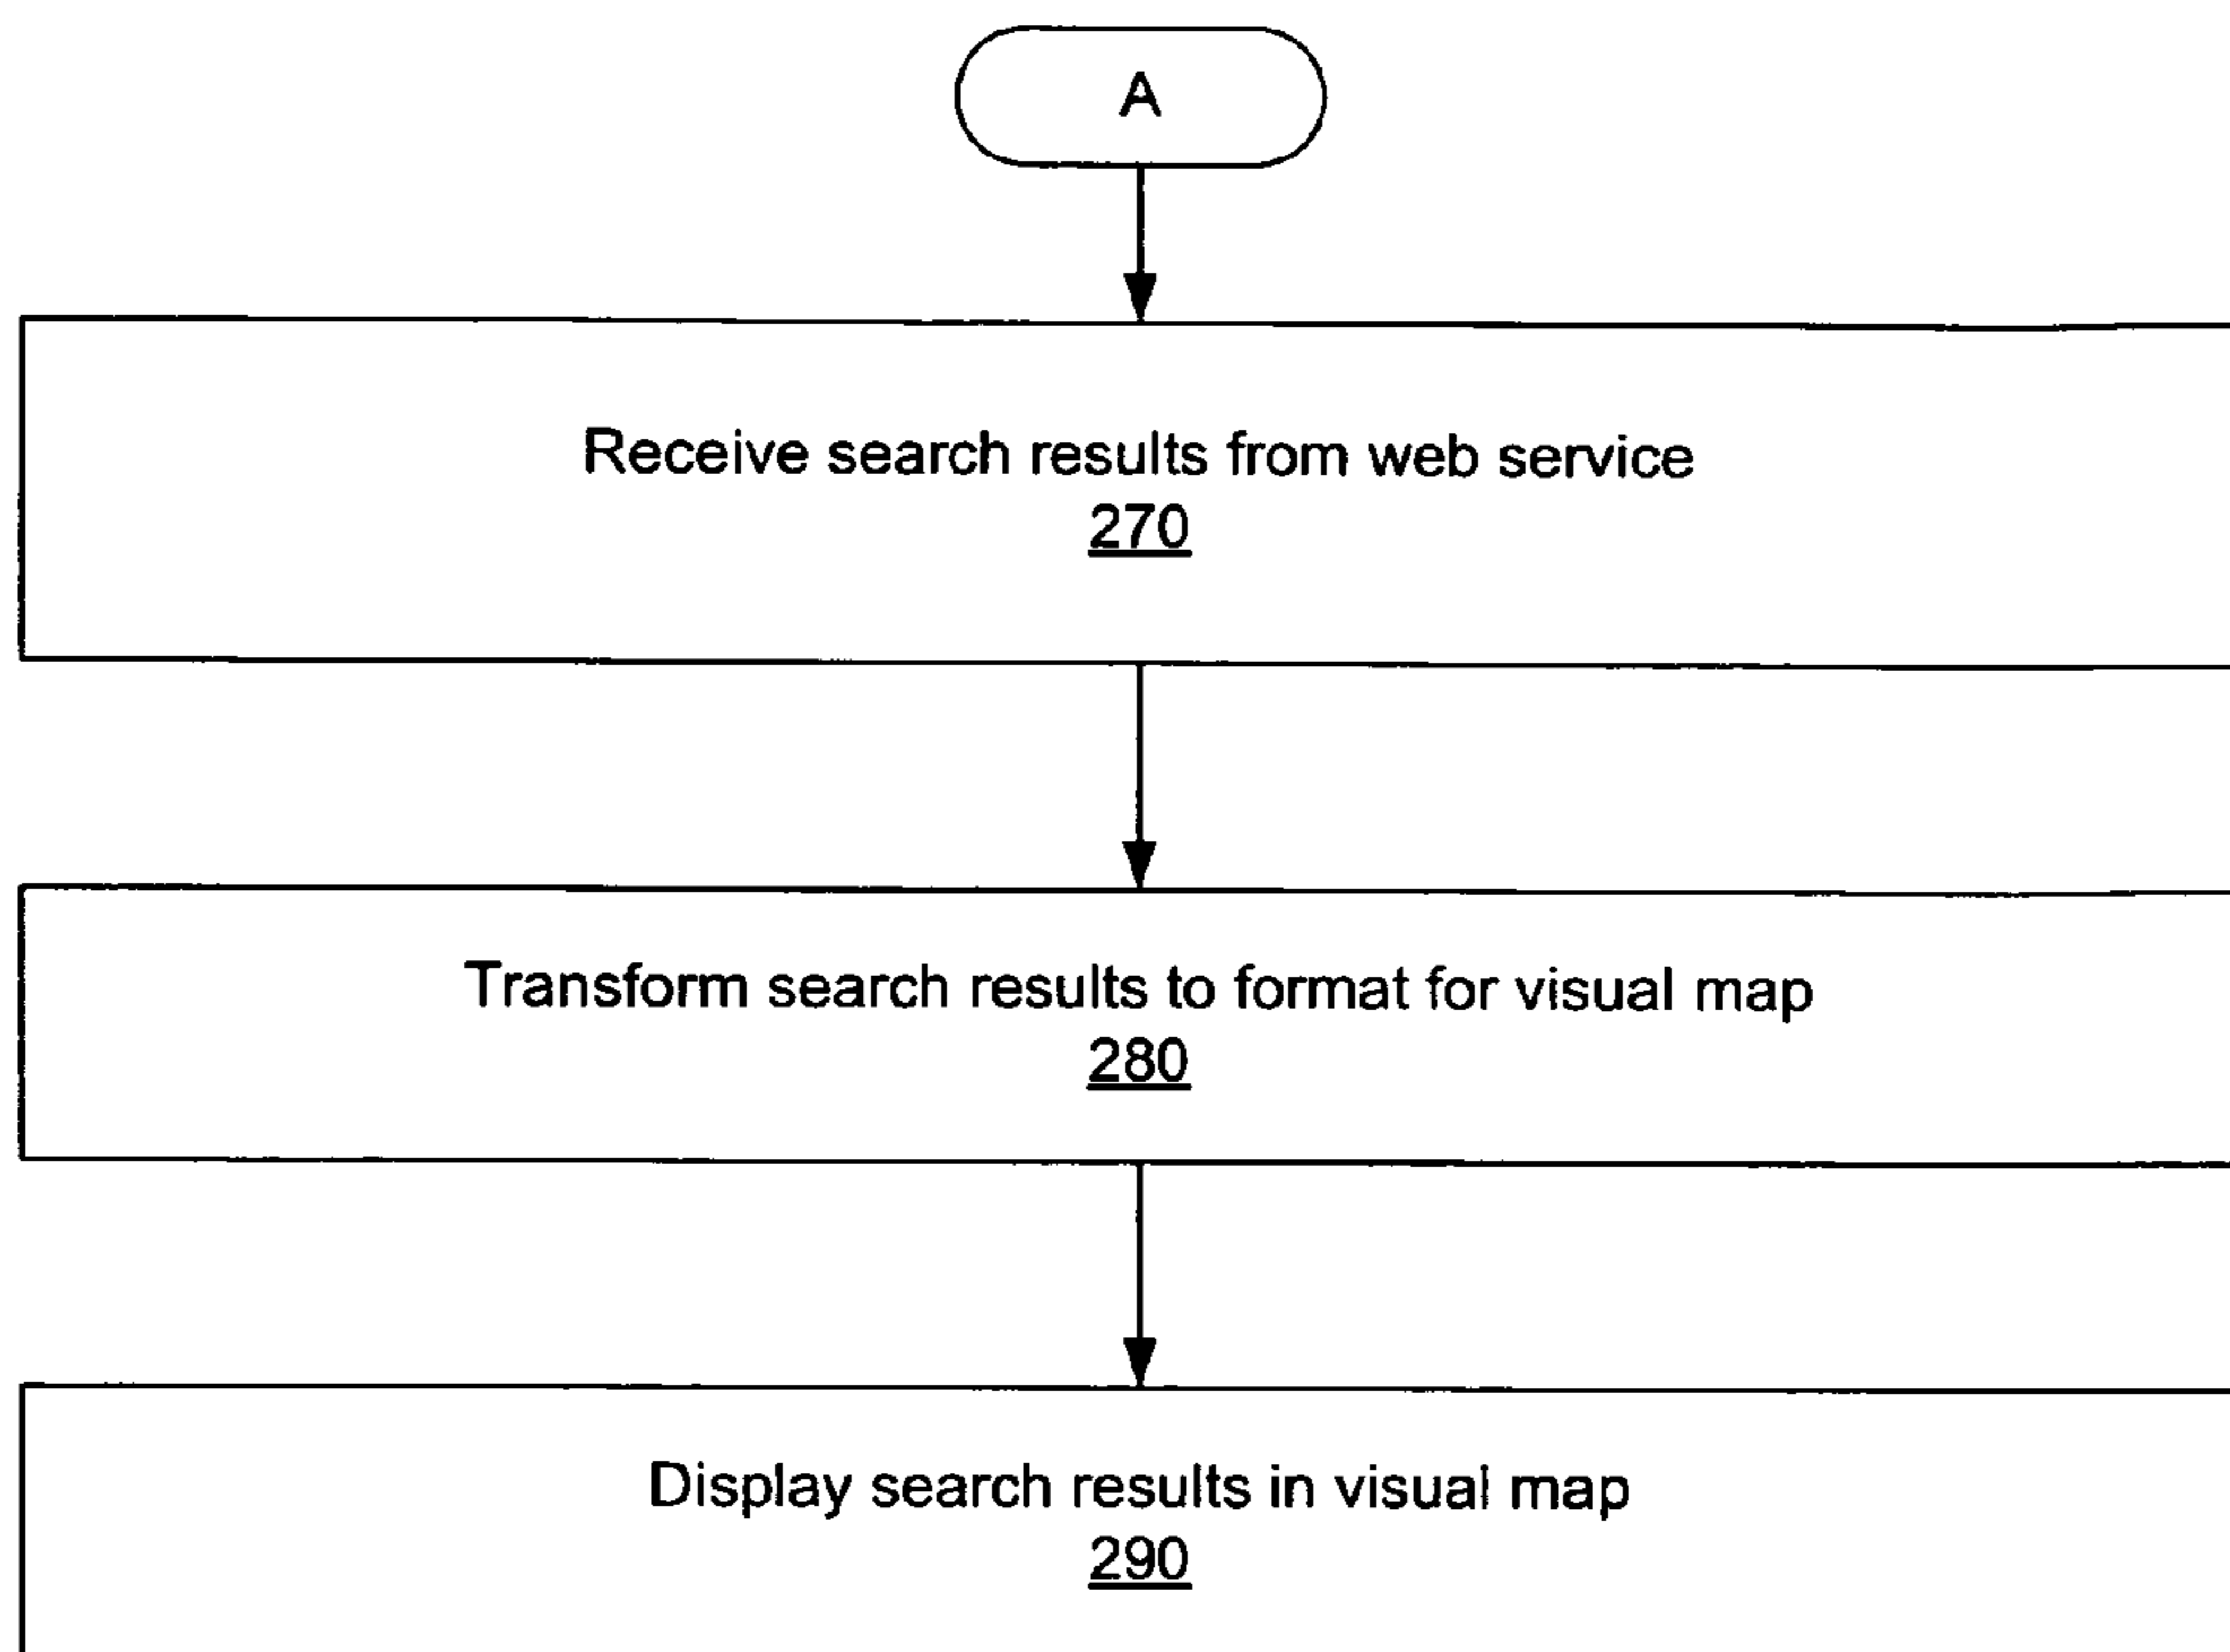 A
Receive search results from web service
270
Transform search results to format for visual map
280
Display search results in visual map
290